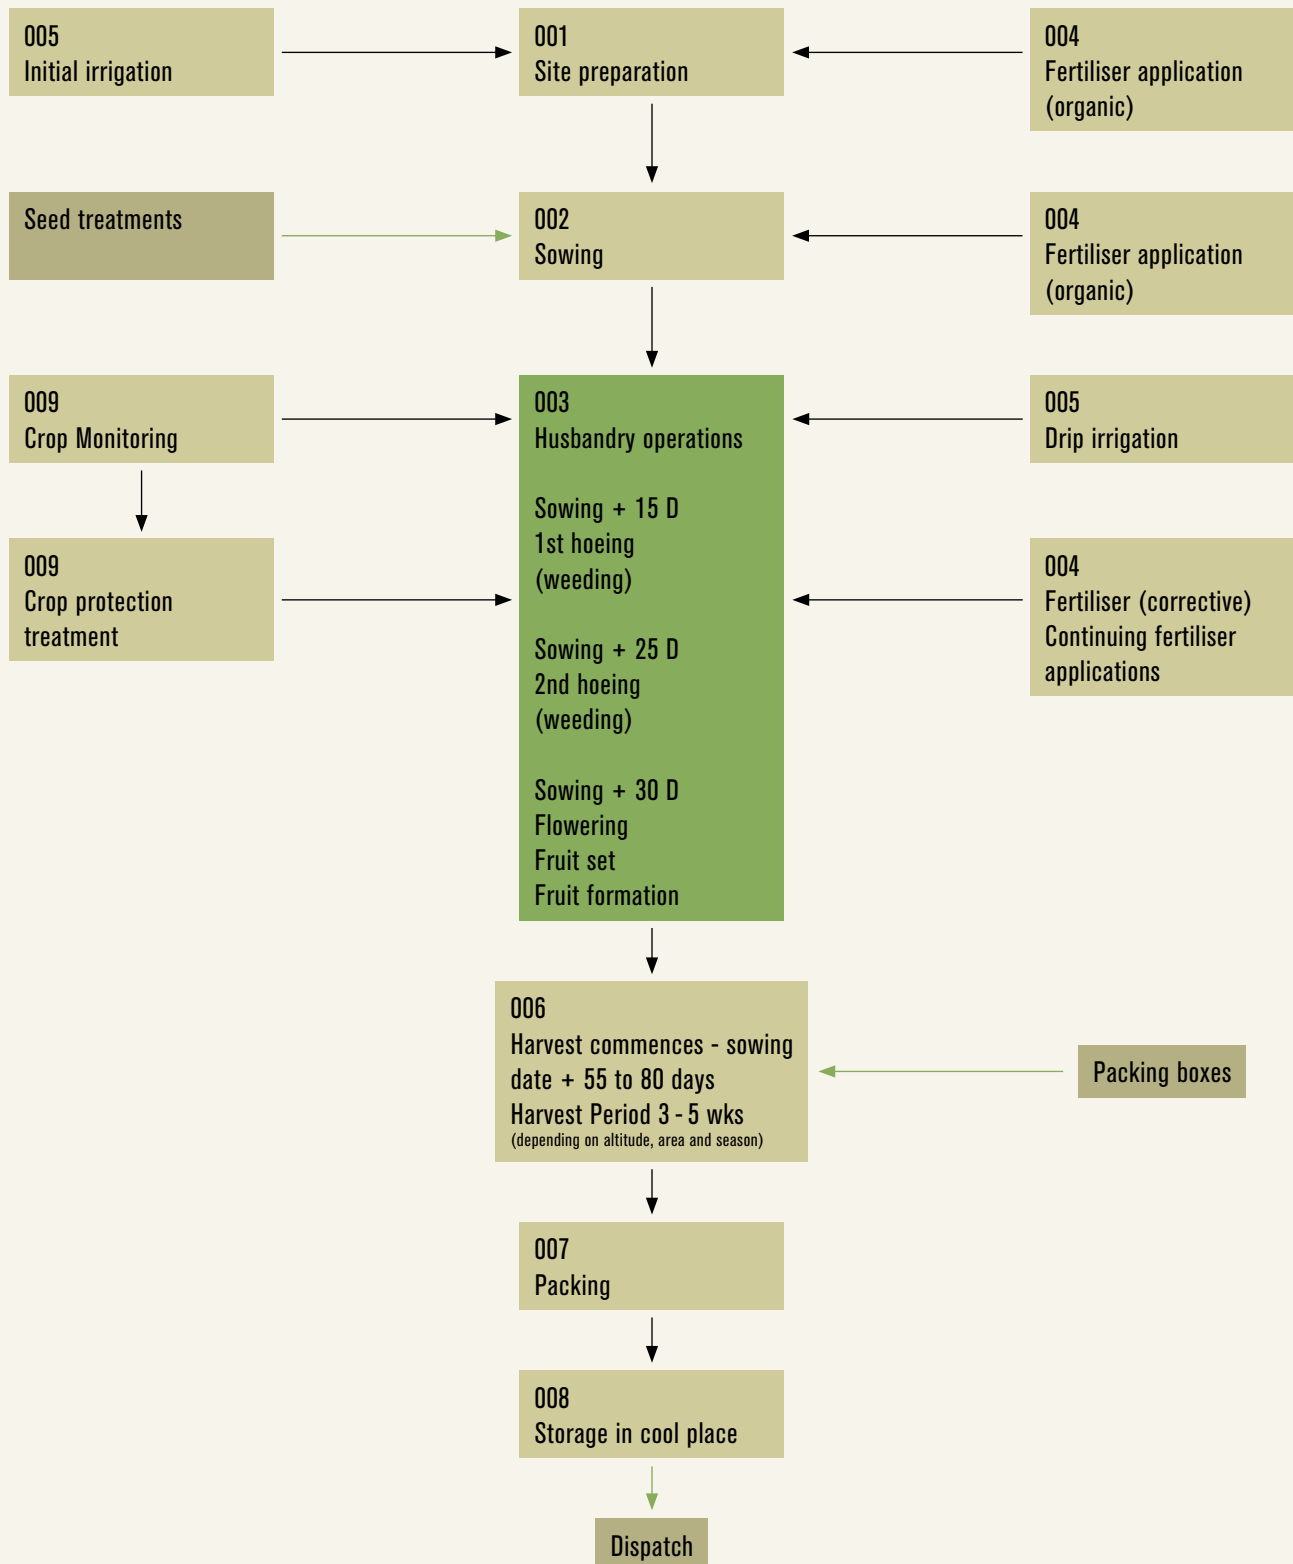 005
Initial irrigation
001
Site preparation
004
Fertiliser application
(organic)
Seed treatments
002
Sowing
004
Fertiliser application
(organic)
009
Crop Monitoring
003
Husbandry operations
Sowing + 15 D
1st hoeing
(weeding)
Sowing + 25 D
2nd hoeing
(weeding)
Sowing + 30 D
Flowering
Fruit set
Fruit formation
005
Drip irrigation
009
Crop protection
treatment
004
Fertiliser (corrective)
Continuing fertiliser
applications
006
Harvest commences - sowing
date + 55 to 80 days
Harvest Period 3 - 5 wks
(depending on altitude, area and season)
Packing boxes
007
Packing
008
Storage in cool place
Dispatch